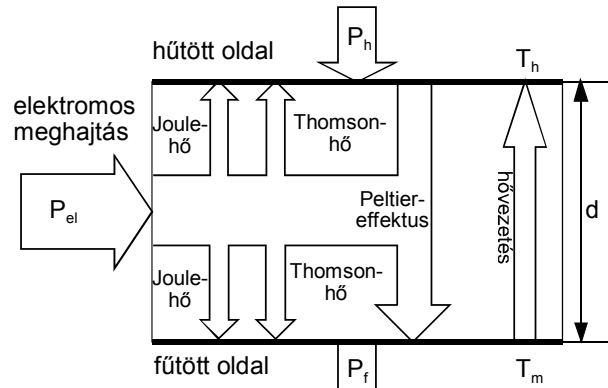 hűtött oldal
P_h
T_h
elektromos
meghajtás
Joule-
hő
Thomson-
hő
P_el
Peltier-
effektus
hővezetés
d
Joule-
hő
Thomson-
hő
fűtött oldal
P_f
T_m